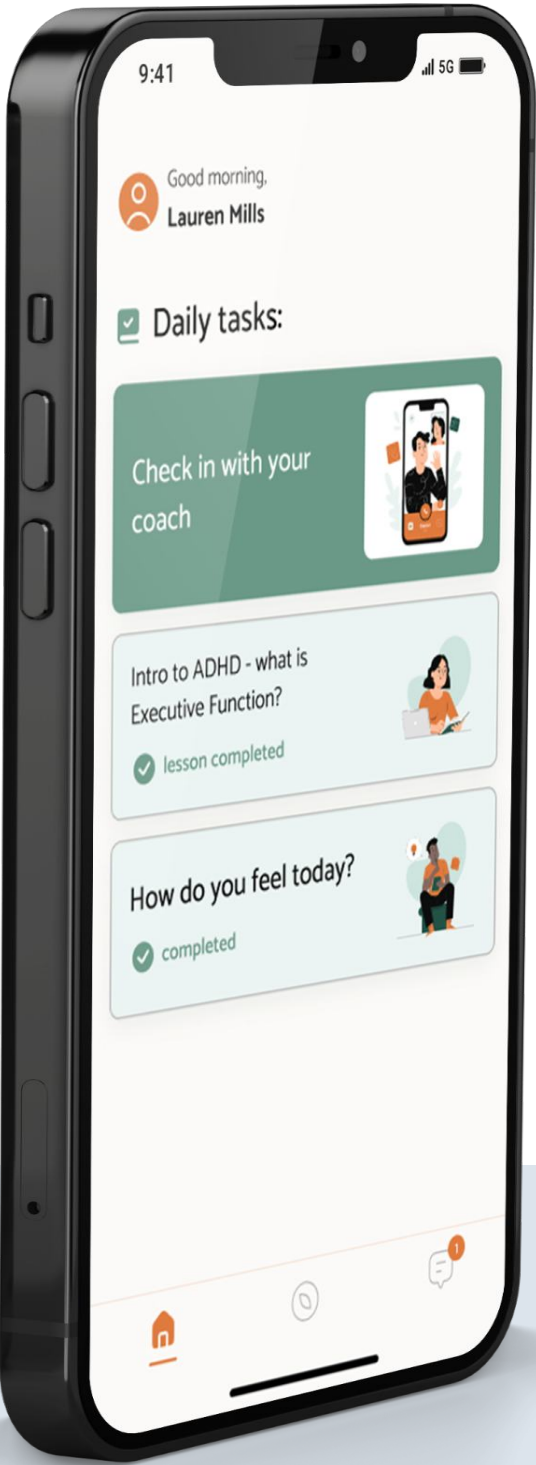 9:41
5G
Good morning,
Lauren Mills
Daily tasks:
Check in with your
coach
Intro to ADHD - what is
Executive Function?
lesson completed
How do you feel today?
completed
1